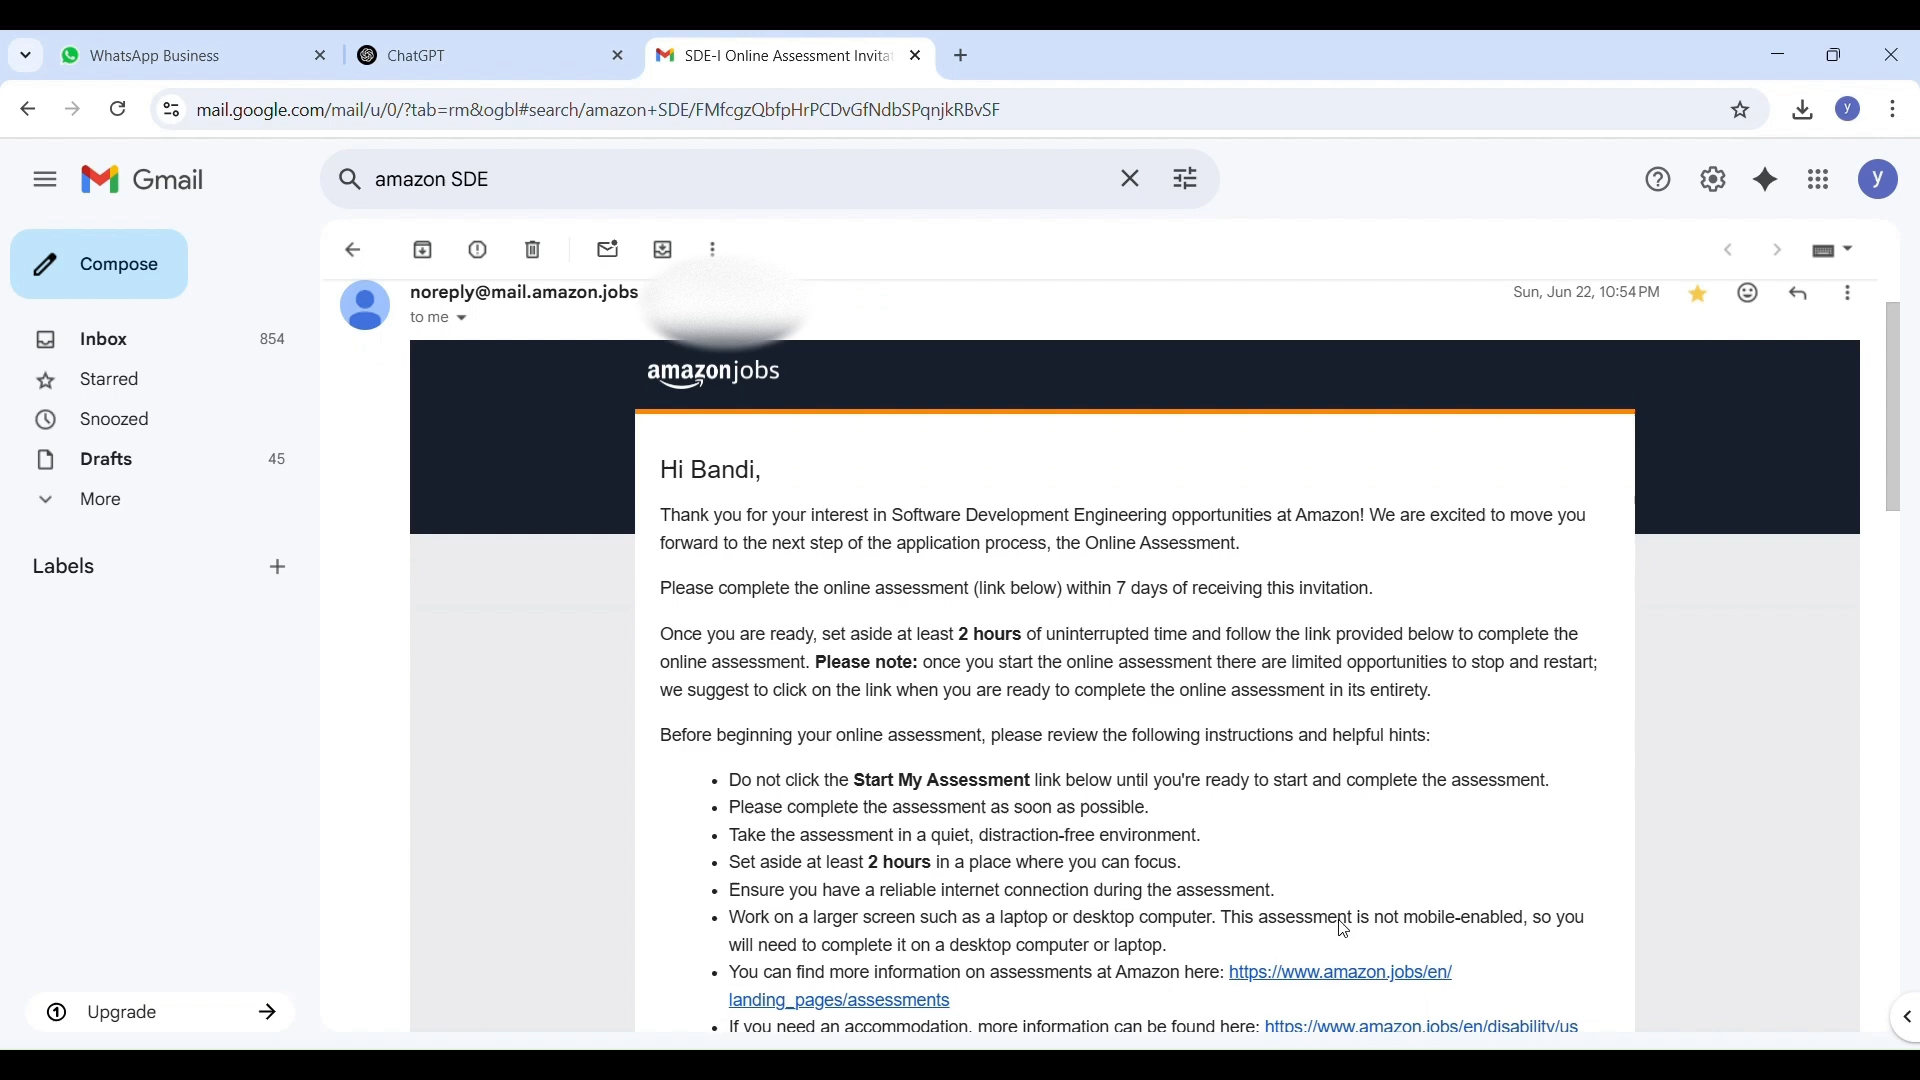 WhatsApp Business
ChatGPT
SDE-I Online Assessment Invitat
mail.google.com/mail/u/0/?tab=rm&ogbl#search/amazon+SDE/FMfcgzQbfpHrPCDvGfNdbSPqnjkRBvSF
y
Gmail
amazon SDE
y
Compose
noreply@mail.amazon.jobs
Sun, Jun 22, 10:54 PM
to me
Inbox 854
Starred
Snoozed
Drafts 45
More
Labels
Upgrade
amazonjobs
Hi Bandi,
Thank you for your interest in Software Development Engineering opportunities at Amazon! We are excited to move you
forward to the next step of the application process, the Online Assessment.
Please complete the online assessment (link below) within 7 days of receiving this invitation.
Once you are ready, set aside at least 2 hours of uninterrupted time and follow the link provided below to complete the
online assessment. Please note: once you start the online assessment there are limited opportunities to stop and restart;
we suggest to click on the link when you are ready to complete the online assessment in its entirety.
Before beginning your online assessment, please review the following instructions and helpful hints:
• Do not click the Start My Assessment link below until you're ready to start and complete the assessment.
• Please complete the assessment as soon as possible.
• Take the assessment in a quiet, distraction-free environment.
• Set aside at least 2 hours in a place where you can focus.
• Ensure you have a reliable internet connection during the assessment.
• Work on a larger screen such as a laptop or desktop computer. This assessment is not mobile-enabled, so you
will need to complete it on a desktop computer or laptop.
• You can find more information on assessments at Amazon here: https://www.amazon.jobs/en/
landing_pages/assessments
• If you need an accommodation, more information can be found here: https://www.amazon.jobs/en/disability/us